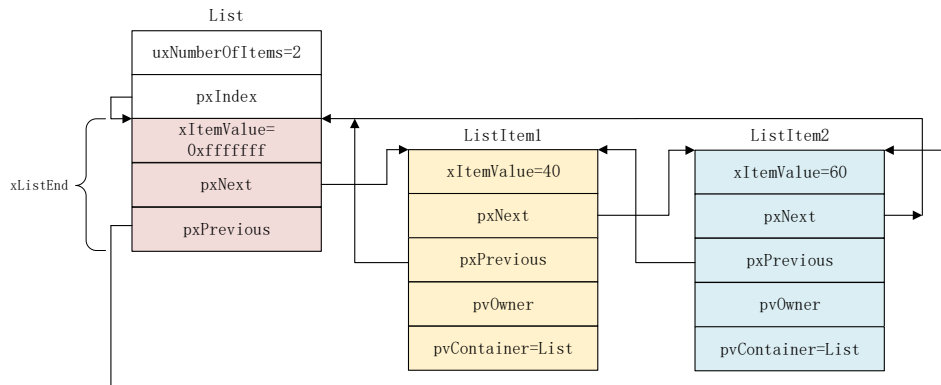 List
uxNumberOfItems=2
pxIndex
xItemValue=
0xfffffff
pxNext
pxPrevious
xListEnd
ListItem1
xItemValue=40
pxNext
pxPrevious
pvOwner
pvContainer=List
ListItem2
xItemValue=60
pxNext
pxPrevious
pvOwner
pvContainer=List